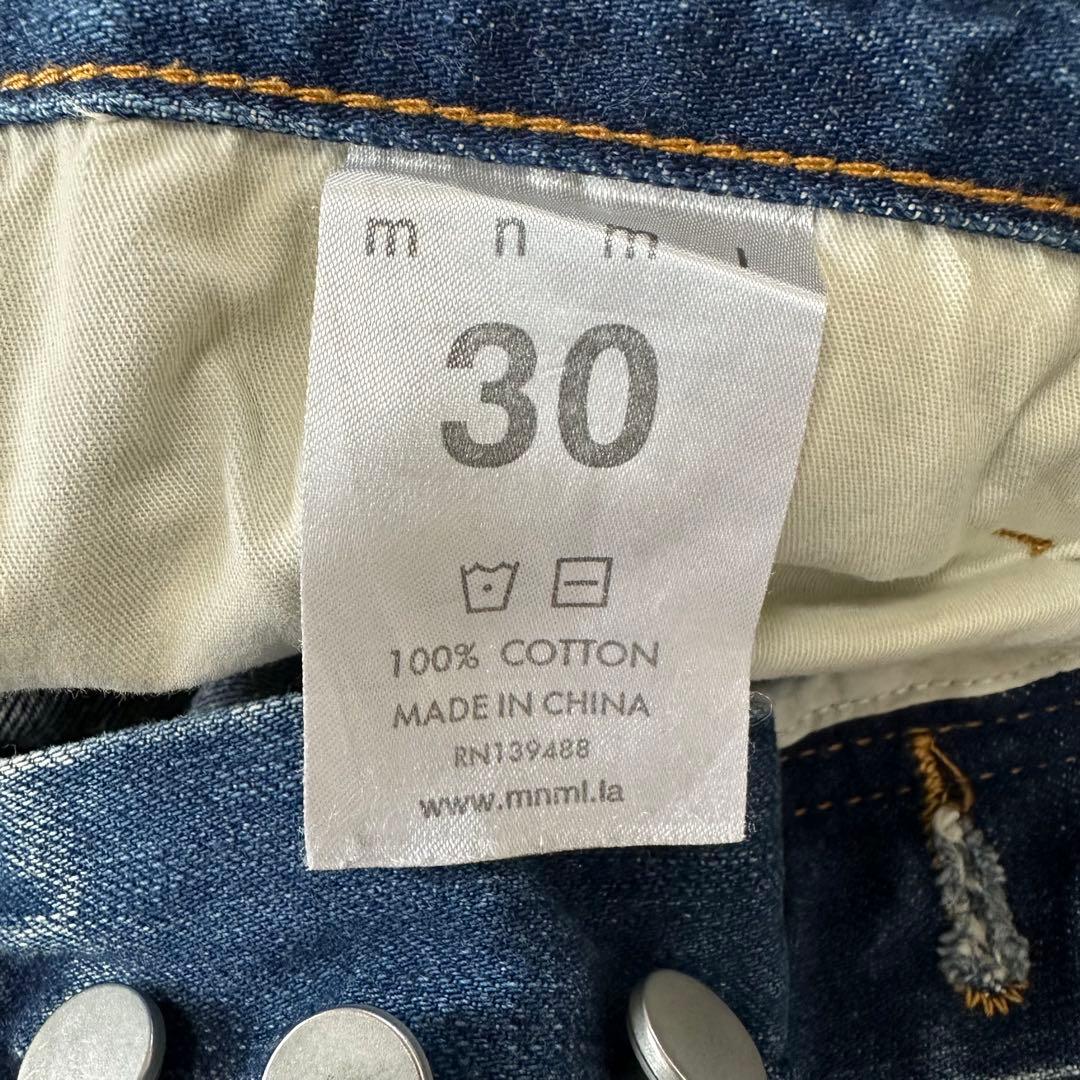 m n m l
30
100% COTTON
MADE IN CHINA
RN139488
www.mnml.la